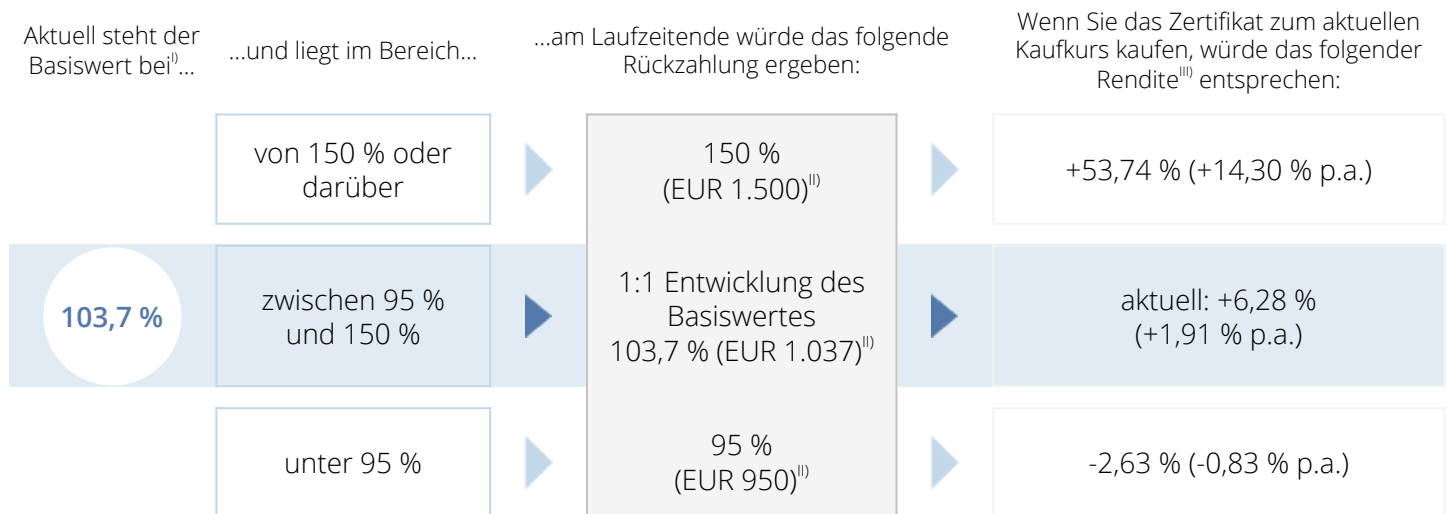 Aktuell steht der
Basiswert bei I)...
...und liegt im Bereich...
...am Laufzeitende würde das folgende
Rückzahlung ergeben:
Wenn Sie das Zertifikat zum aktuellen
Kaufkurs kaufen, würde das folgender
Rendite III) entsprechen:
von 150 % oder
darüber
150 %
(EUR 1.500) II)
+53,74 % (+14,30 % p.a.)
103,7 %
zwischen 95 %
und 150 %
1:1 Entwicklung des
Basiswertes
103,7 % (EUR 1.037) II)
aktuell: +6,28 %
(+1,91 % p.a.)
unter 95 %
95 %
(EUR 950) II)
-2,63 % (-0,83 % p.a.)